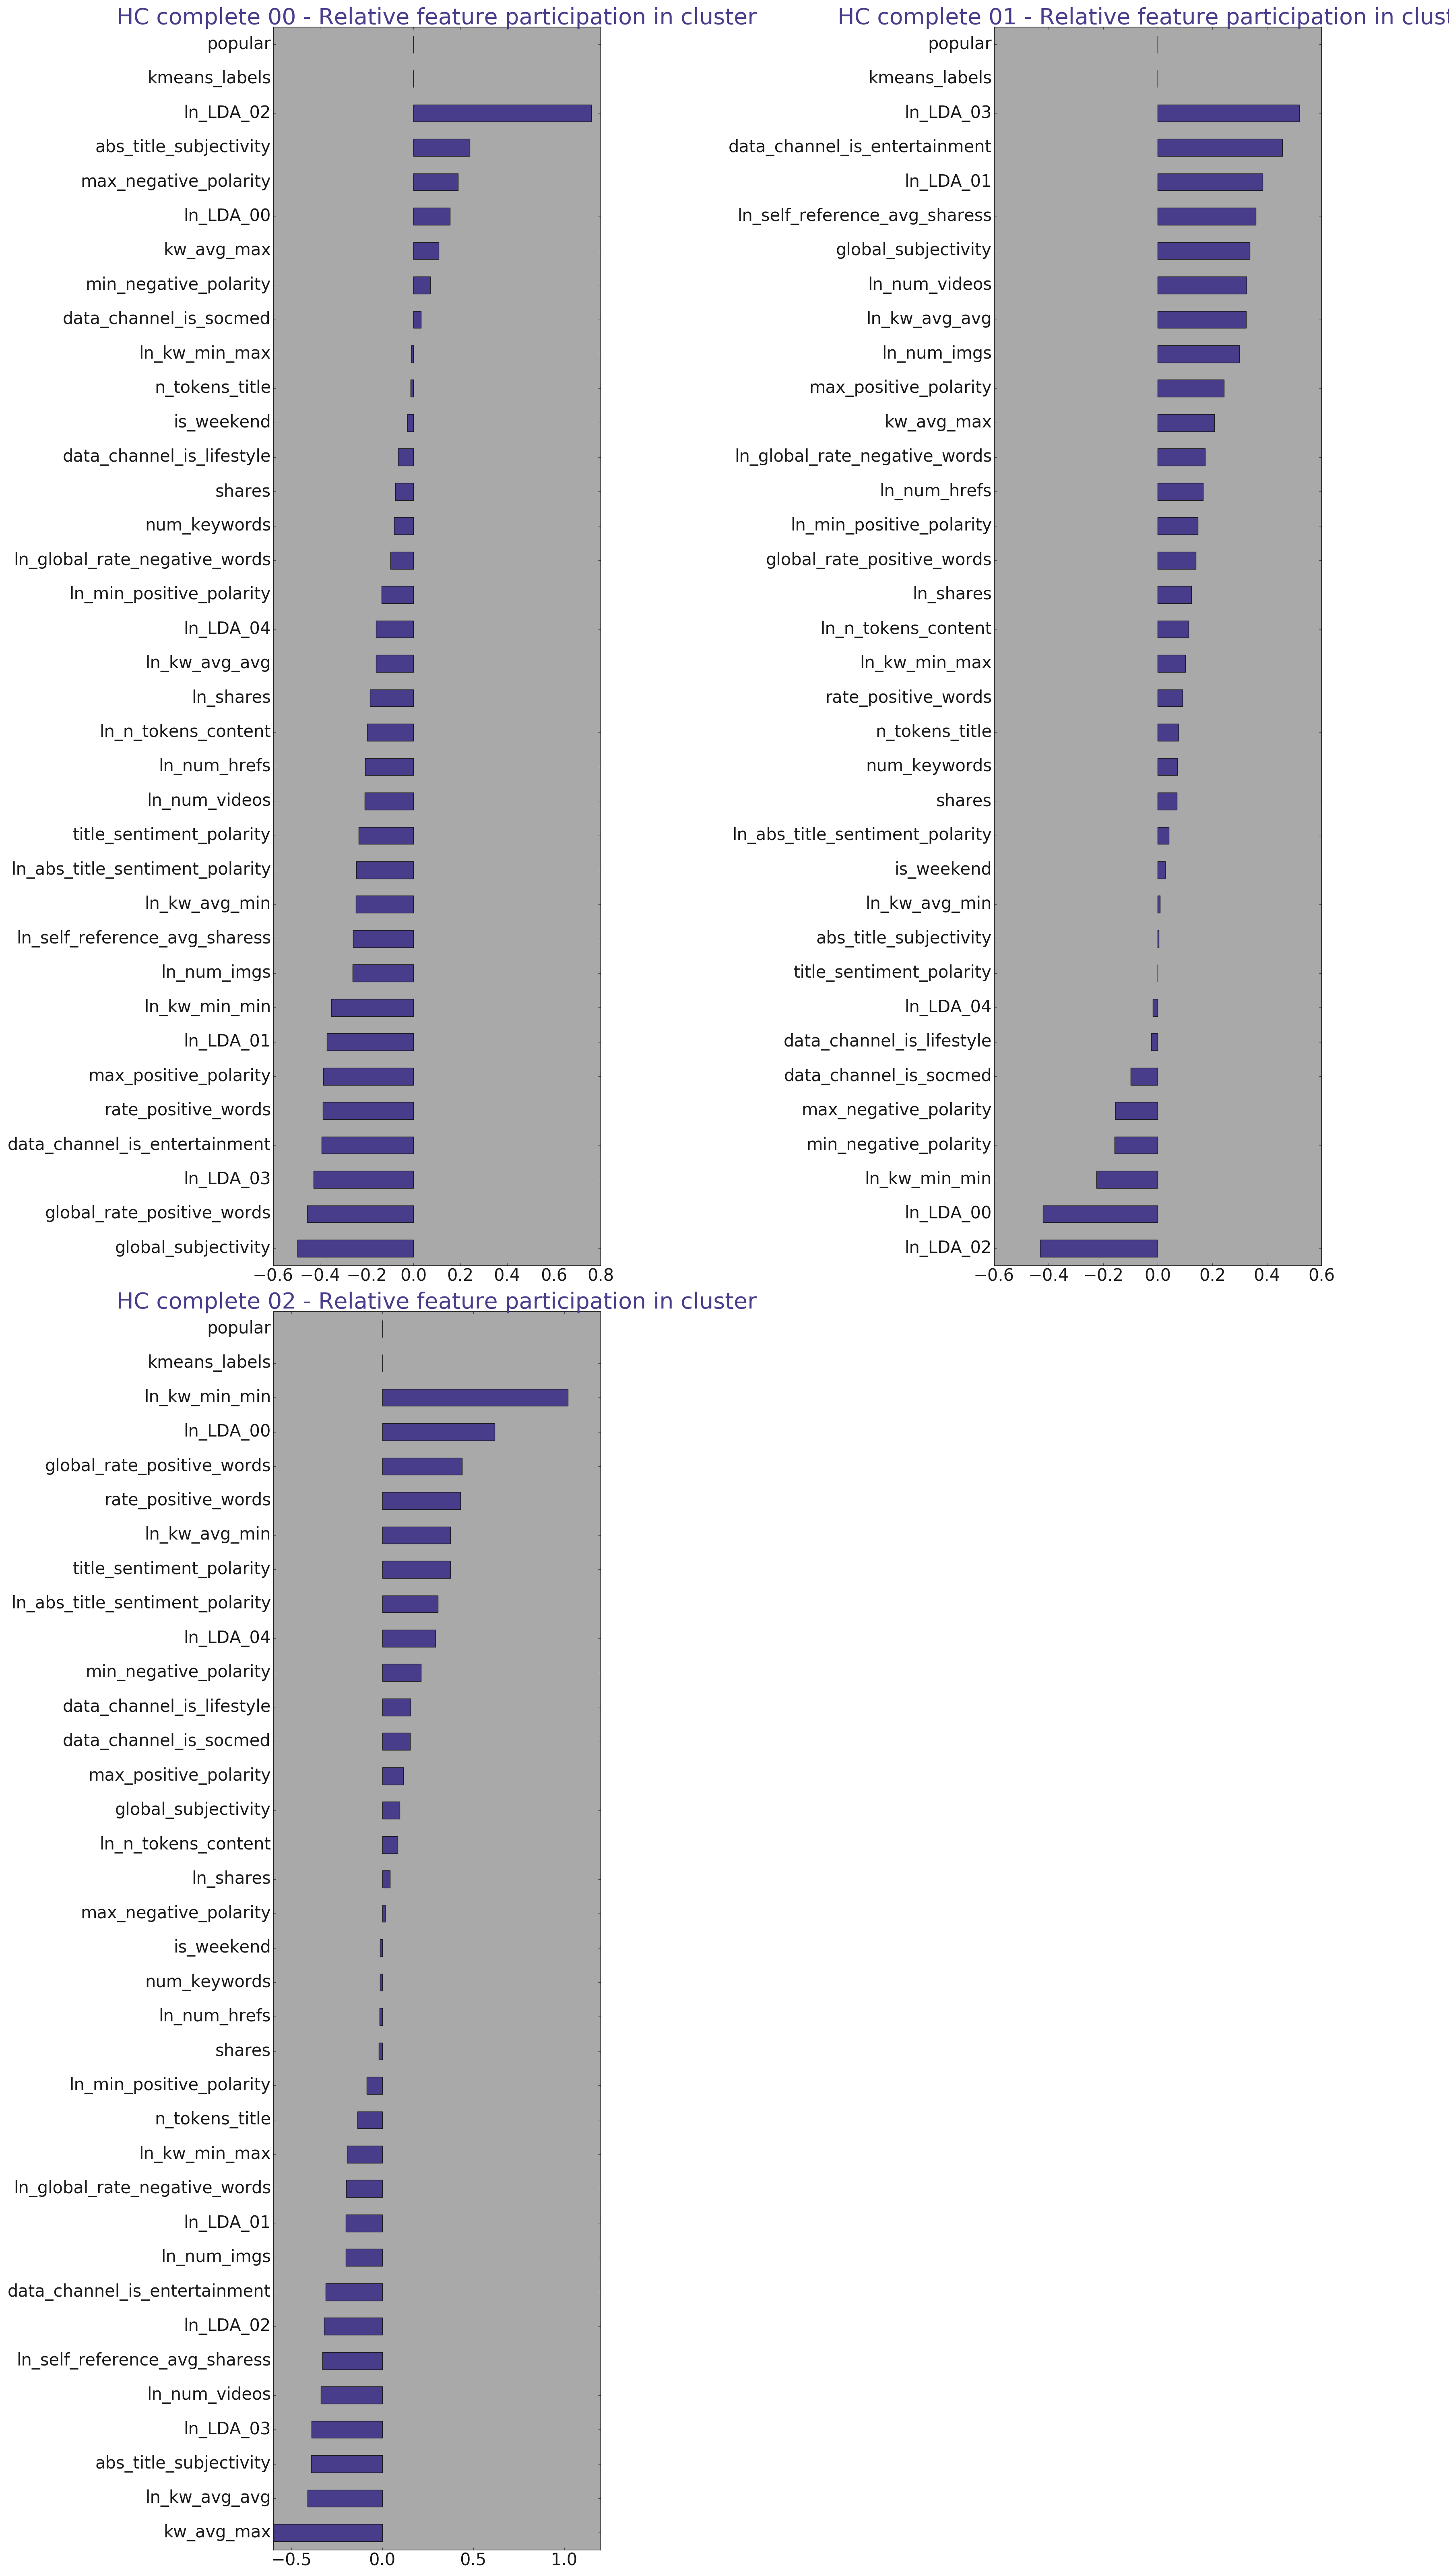 HC complete 00 - Relative feature participation in cluster
popular
kmeans_labels
ln_LDA_02
abs_title_subjectivity
max_negative_polarity
ln_LDA_00
kw_avg_max
min_negative_polarity
data_channel_is_socmed
ln_kw_min_max
n_tokens_title
is_weekend
data_channel_is_lifestyle
shares
num_keywords
ln_global_rate_negative_words
ln_min_positive_polarity
ln_LDA_04
ln_kw_avg_avg
ln_shares
ln_n_tokens_content
ln_num_hrefs
ln_num_videos
title_sentiment_polarity
ln_abs_title_sentiment_polarity
ln_kw_avg_min
ln_self_reference_avg_sharess
ln_num_imgs
ln_kw_min_min
ln_LDA_01
max_positive_polarity
rate_positive_words
data_channel_is_entertainment
ln_LDA_03
global_rate_positive_words
global_subjectivity
−0.6 −0.4 −0.2 0.0 0.2 0.4 0.6 0.8
HC complete 01 - Relative feature participation in clust
popular
kmeans_labels
ln_LDA_03
data_channel_is_entertainment
ln_LDA_01
ln_self_reference_avg_sharess
global_subjectivity
ln_num_videos
ln_kw_avg_avg
ln_num_imgs
max_positive_polarity
kw_avg_max
ln_global_rate_negative_words
ln_num_hrefs
ln_min_positive_polarity
global_rate_positive_words
ln_shares
ln_n_tokens_content
ln_kw_min_max
rate_positive_words
n_tokens_title
num_keywords
shares
ln_abs_title_sentiment_polarity
is_weekend
ln_kw_avg_min
abs_title_subjectivity
title_sentiment_polarity
ln_LDA_04
data_channel_is_lifestyle
data_channel_is_socmed
max_negative_polarity
min_negative_polarity
ln_kw_min_min
ln_LDA_00
ln_LDA_02
−0.6 −0.4 −0.2 0.0 0.2 0.4 0.6
HC complete 02 - Relative feature participation in cluster
popular
kmeans_labels
ln_kw_min_min
ln_LDA_00
global_rate_positive_words
rate_positive_words
ln_kw_avg_min
title_sentiment_polarity
ln_abs_title_sentiment_polarity
ln_LDA_04
min_negative_polarity
data_channel_is_lifestyle
data_channel_is_socmed
max_positive_polarity
global_subjectivity
ln_n_tokens_content
ln_shares
max_negative_polarity
is_weekend
num_keywords
ln_num_hrefs
shares
ln_min_positive_polarity
n_tokens_title
ln_kw_min_max
ln_global_rate_negative_words
ln_LDA_01
ln_num_imgs
data_channel_is_entertainment
ln_LDA_02
ln_self_reference_avg_sharess
ln_num_videos
ln_LDA_03
abs_title_subjectivity
ln_kw_avg_avg
kw_avg_max
−0.5 0.0 0.5 1.0